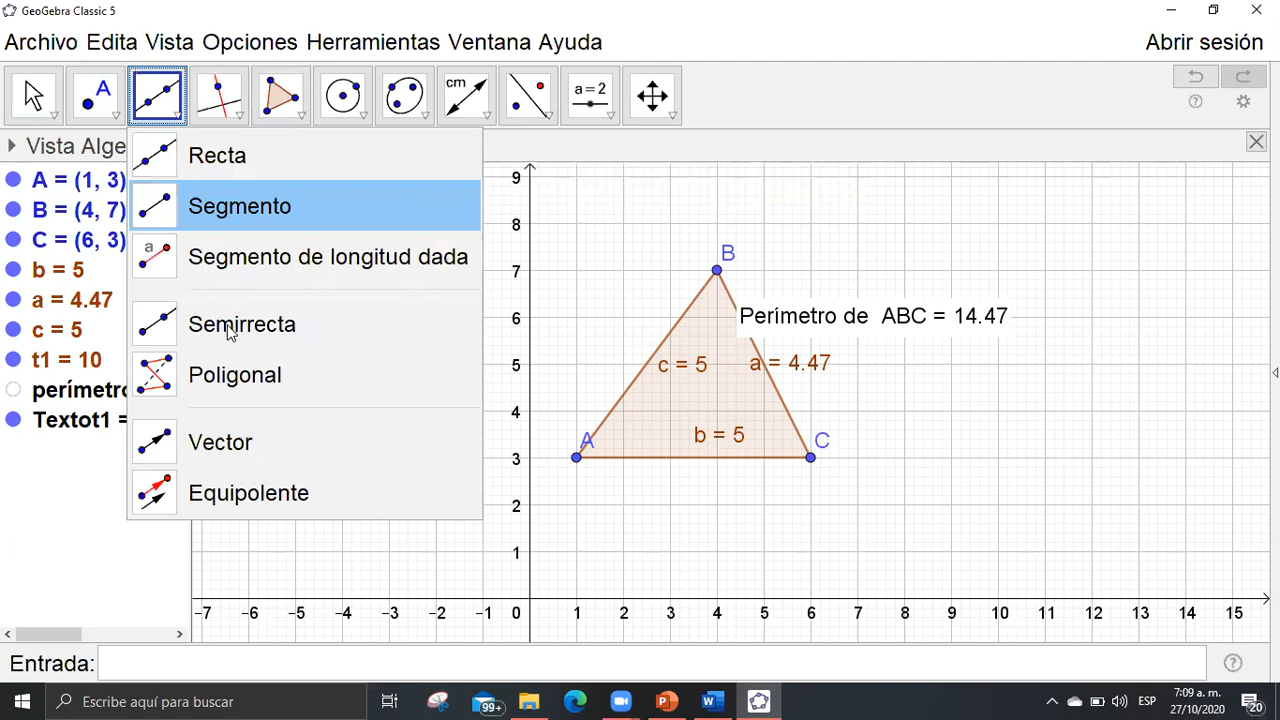 GeoGebra Classic 5
Archivo Edita Vista Opciones Herramientas Ventana Ayuda
Abrir sesión
A
cm
a = 2
Vista Alge
A = (1, 3)
B = (4, 7)
C = (6, 3)
b = 5
a = 4.47
c = 5
t1 = 10
perímetro
Textot1 =
Recta
Segmento
a
Segmento de longitud dada
Semirrecta
Poligonal
Vector
Equipolente
9
8
7
6
5
4
3
2
1
B
Perímetro de ABC = 14.47
c = 5
a = 4.47
b = 5
A
C
−7 −6 −5 −4 −3 −2 −1 0 1 2 3 4 5 6 7 8 9 10 11 12 13 14 15
Entrada:
Escribe aquí para buscar
99+
ESP
7:09 a. m.
27/10/2020
20